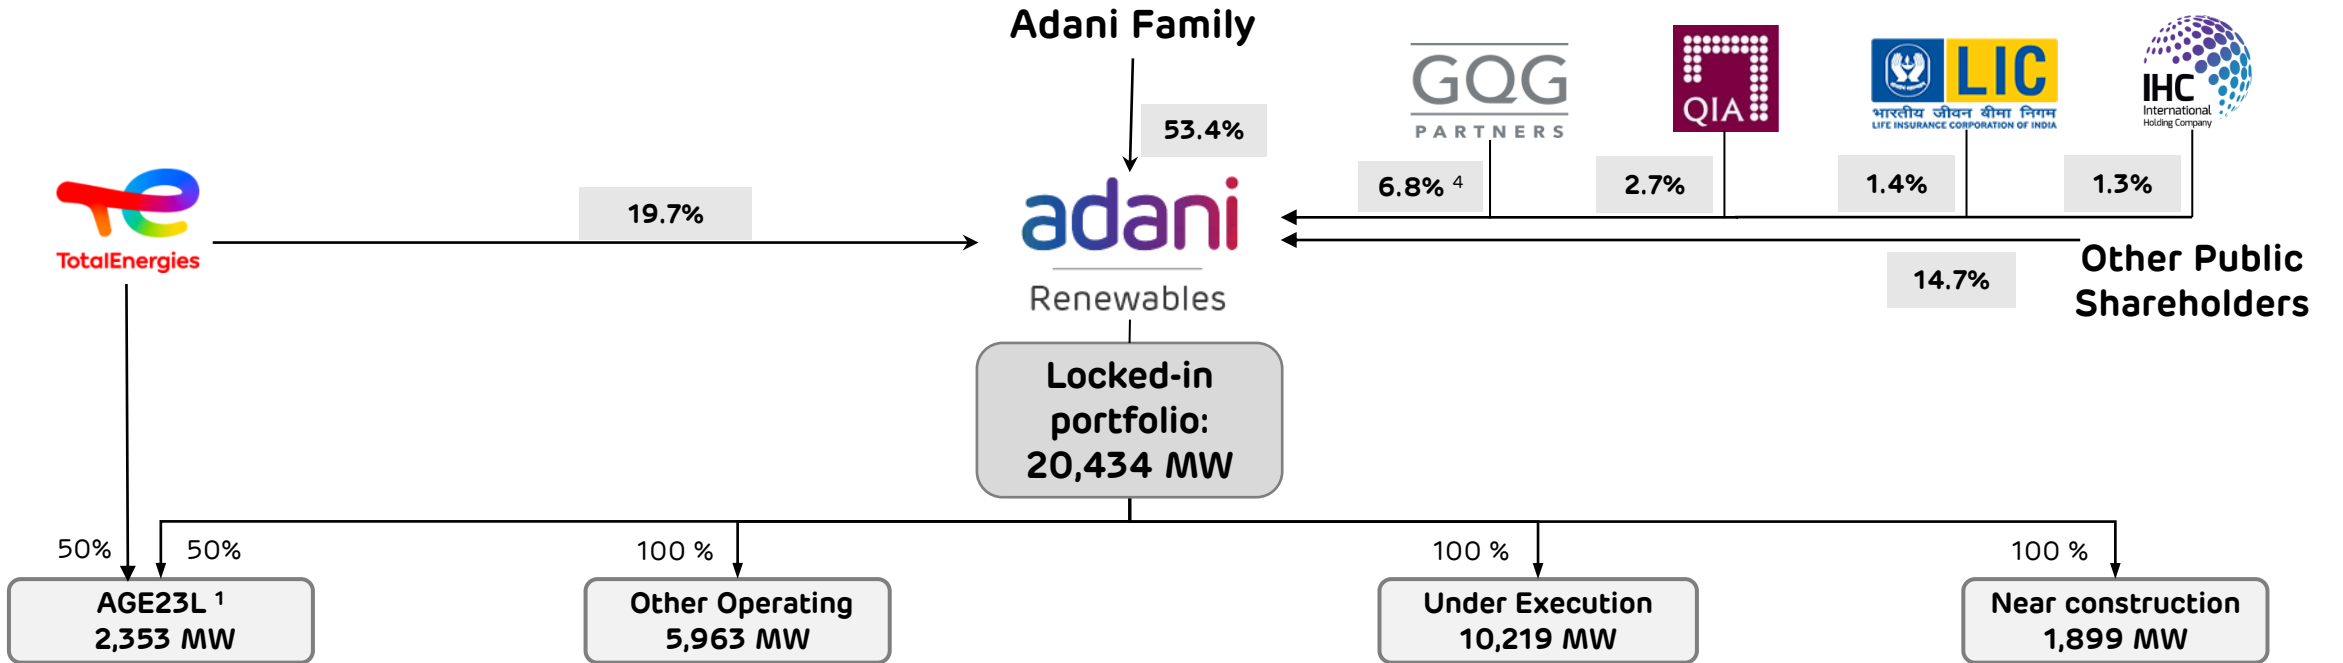 Adani Family
53.4%
GQG
PARTNERS
QIA
LIC
भारतीय जीवन बीमा निगम
LIFE INSURANCE CORPORATION OF INDIA
IHC
International
Holding Company
6.8% 4
2.7%
1.4%
1.3%
TotalEnergies
19.7%
adani
Renewables
14.7%
Other Public
Shareholders
Locked-in
portfolio:
20,434 MW
50%
50%
100 %
100 %
100 %
AGE23L 1
2,353 MW
Other Operating
5,963 MW
Under Execution
10,219 MW
Near construction
1,899 MW